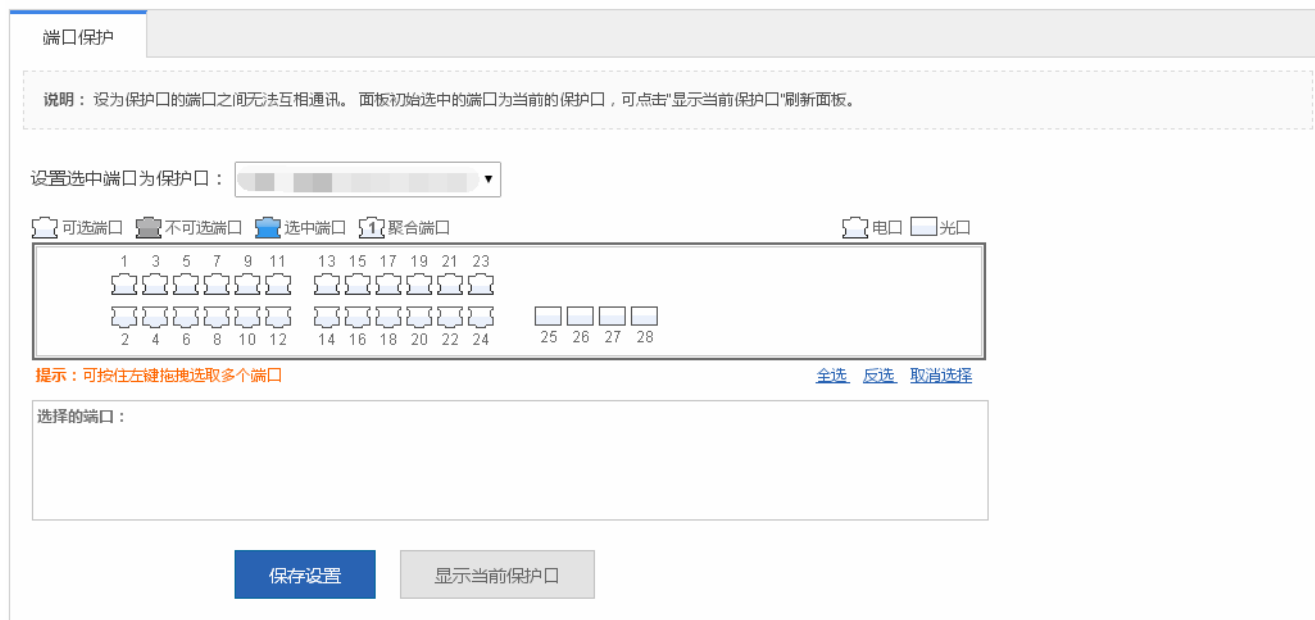 端口保护
说明： 设为保护口的端口之间无法互相通讯。 面板初始选中的端口为当前的保护口，可点击"显示当前保护口"刷新面板。
设置选中端口为保护口：
可选端口 不可选端口 选中端口 1 聚合端口 电口 光口
1 3 5 7 9 11 13 15 17 19 21 23
2 4 6 8 10 12 14 16 18 20 22 24 25 26 27 28
提示：可按住左键拖拽选取多个端口 全选 反选 取消选择
选择的端口：
保存设置 显示当前保护口